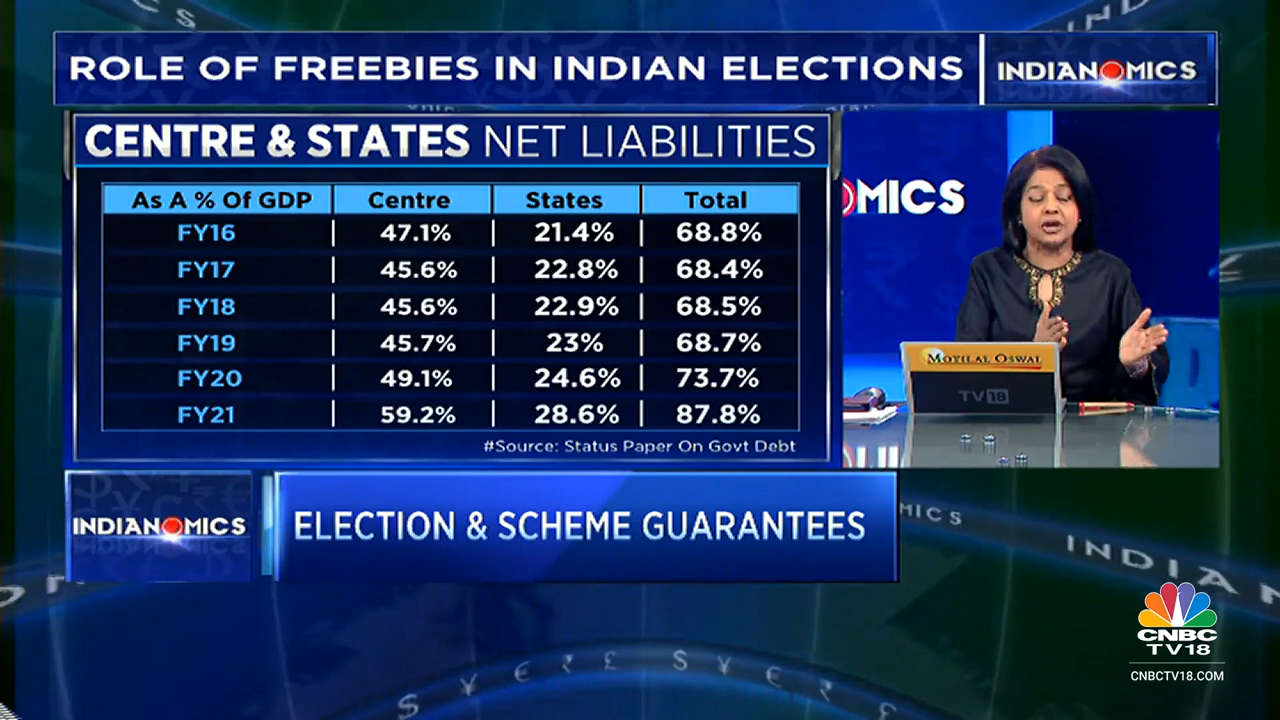 ROLE OF FREEBIES IN INDIAN ELECTIONS
INDIANOMICS
CENTRE & STATES NET LIABILITIES
As A % Of GDP Centre States Total
FY16 47.1% 21.4% 68.8%
FY17 45.6% 22.8% 68.4%
FY18 45.6% 22.9% 68.5%
FY19 45.7% 23% 68.7%
FY20 49.1% 24.6% 73.7%
FY21 59.2% 28.6% 87.8%
#Source: Status Paper On Govt Debt
OMICS
MOTILAL OSWAL
TV18
INDIANOMICS
ELECTION & SCHEME GUARANTEES
MICS
INDIAN
CNBC
TV18
CNBCTV18.COM